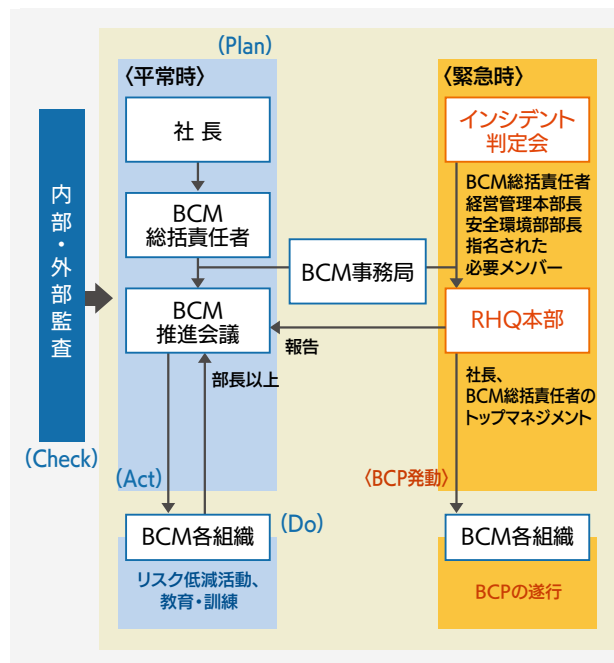 (Plan)
〈平常時〉
社 長
BCM
総括責任者
BCM
推進会議
部長以上
(Act)
BCM各組織
(Do)
リスク低減活動、
教育・訓練
BCM事務局
報告
〈緊急時〉
インシデント
判定会
BCM総括責任者
経営管理本部長
安全環境部部長
指名された
必要メンバー
RHQ本部
社長、
BCM総括責任者の
トップマネジメント
〈BCP発動〉
BCM各組織
BCPの遂行
内部・外部監査
(Check)